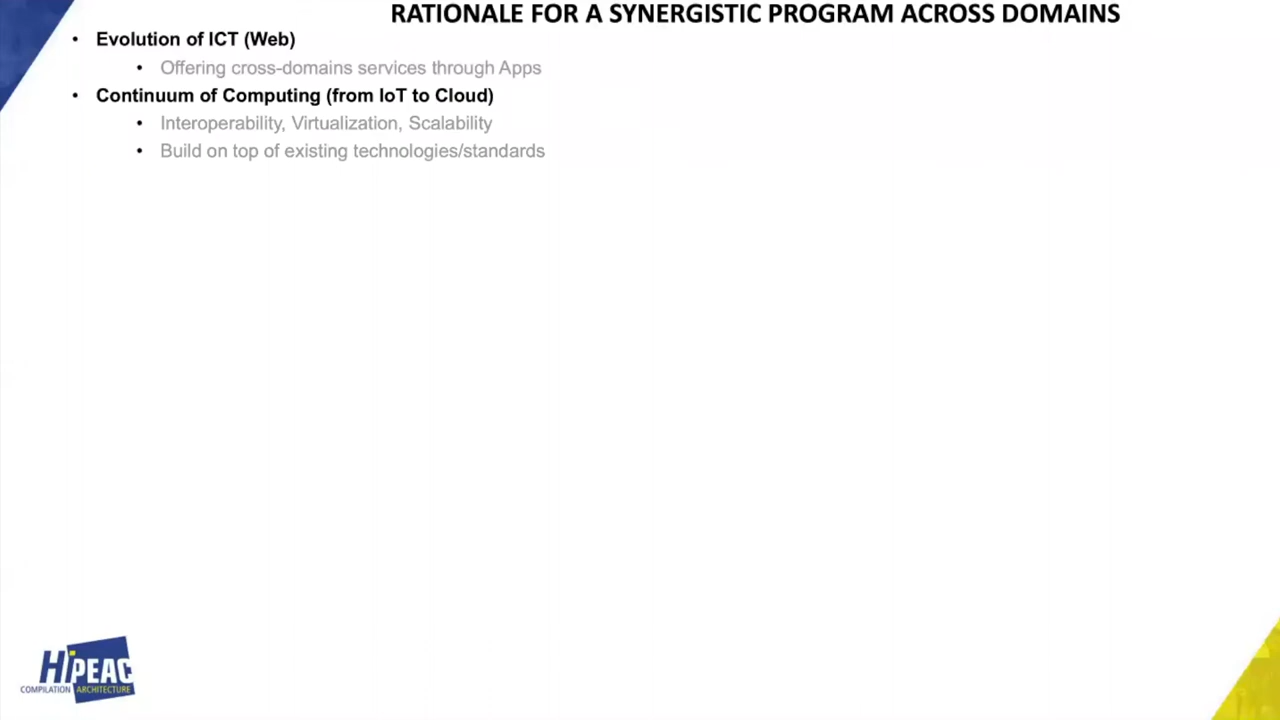 RATIONALE FOR A SYNERGISTIC PROGRAM ACROSS DOMAINS
• Evolution of ICT (Web)
• Offering cross-domains services through Apps
• Continuum of Computing (from IoT to Cloud)
• Interoperability, Virtualization, Scalability
• Build on top of existing technologies/standards
HiPEAC
COMPILATION ARCHITECTURE